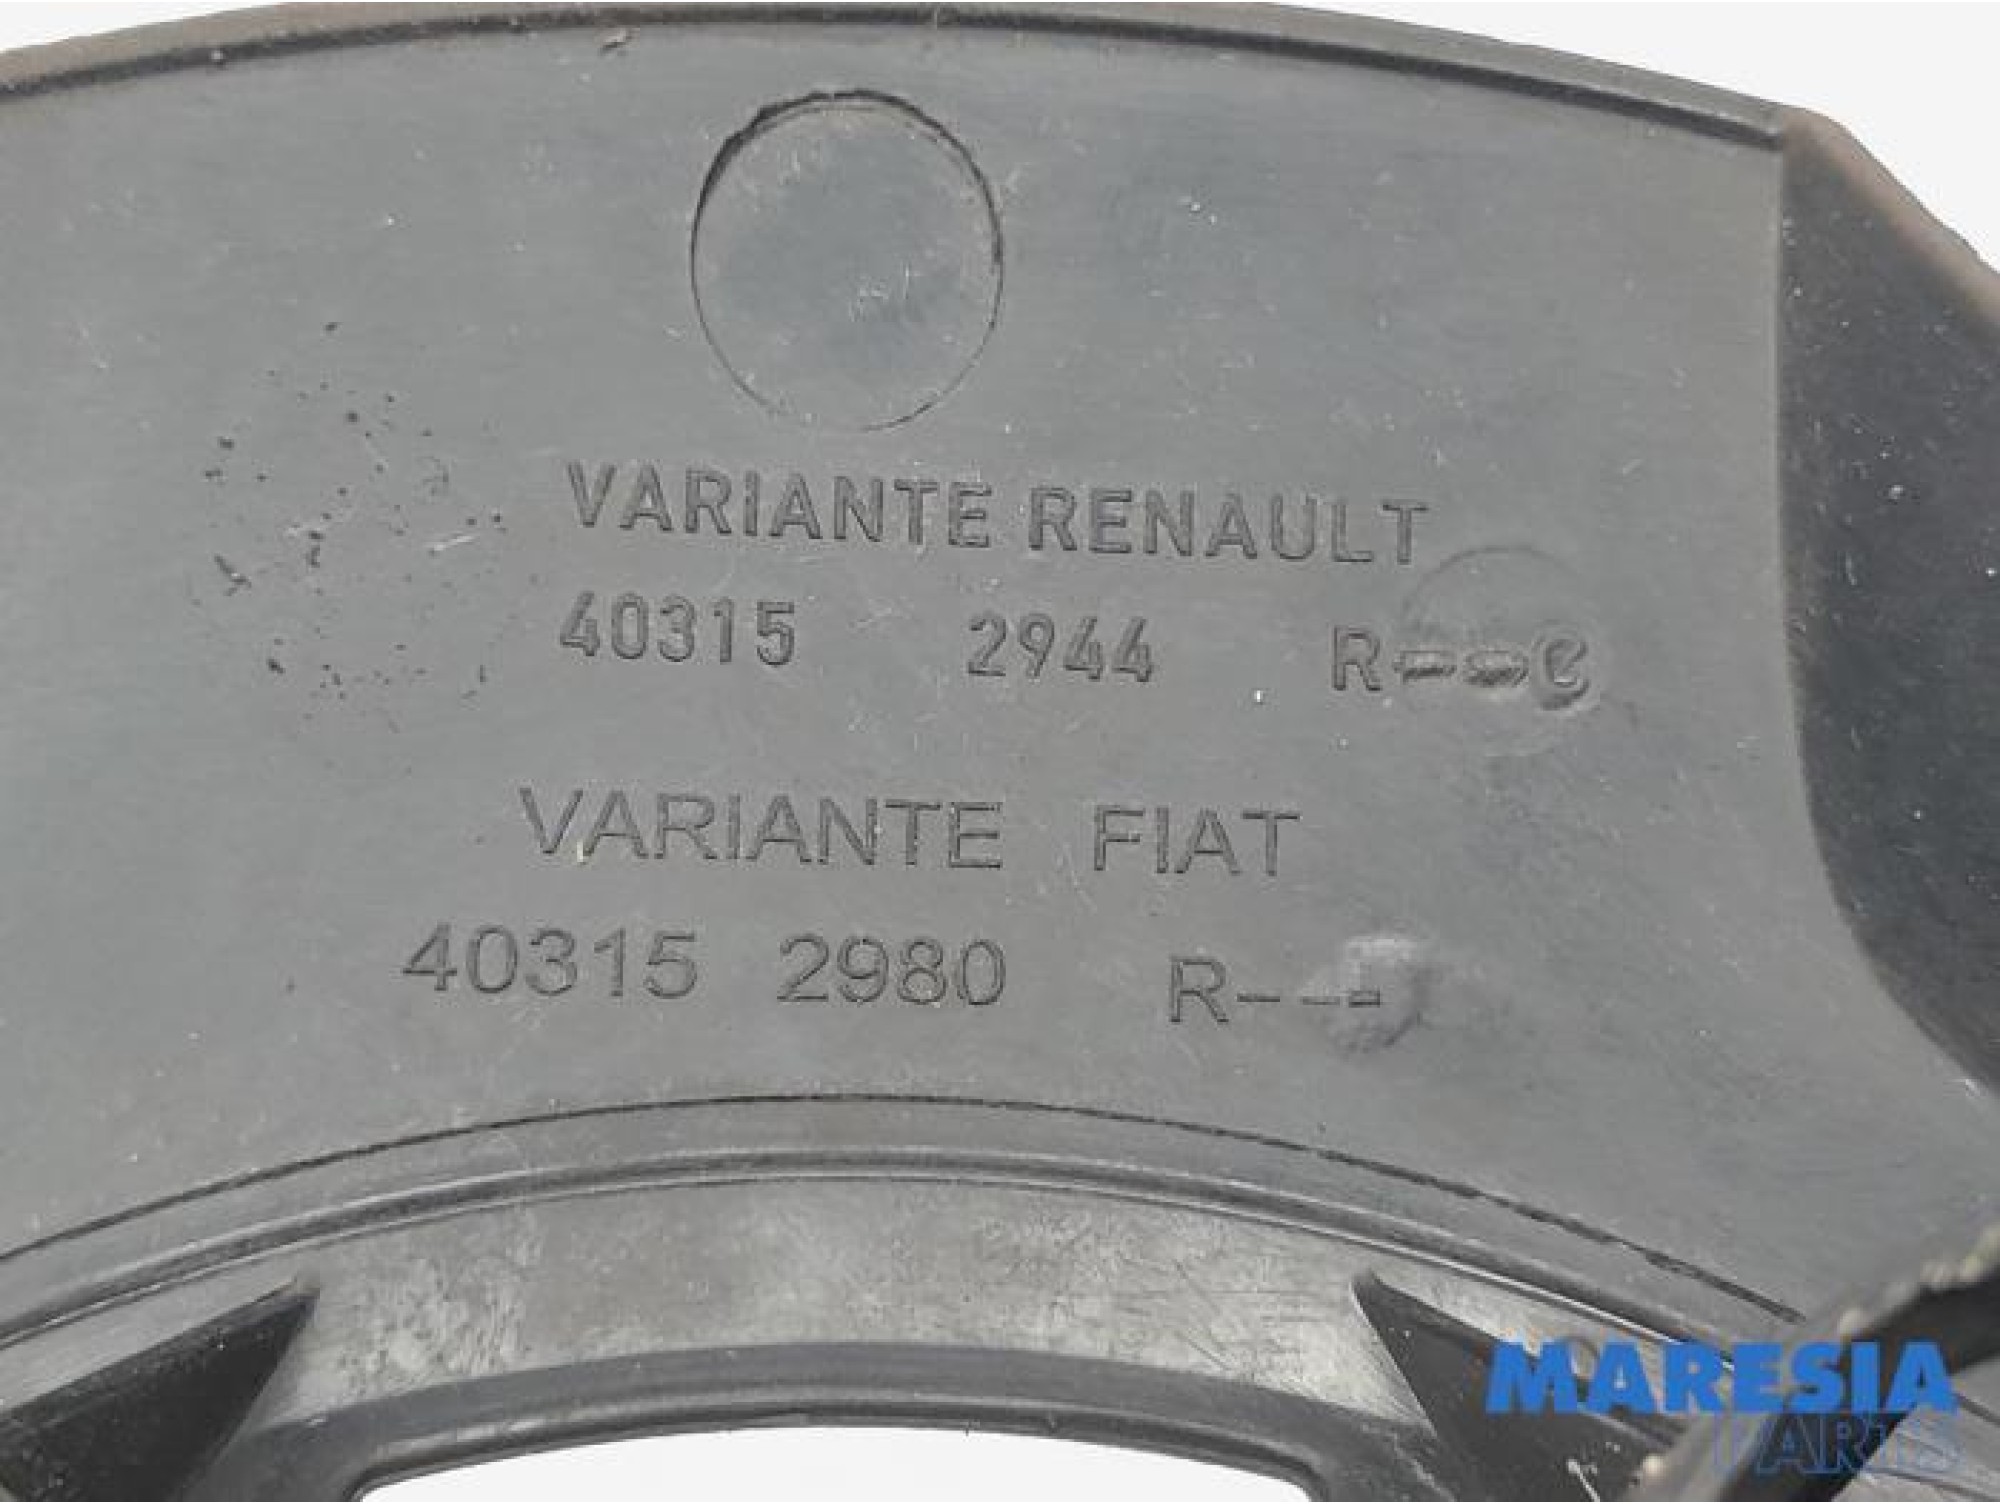 VARIANTE RENAULT
40315 2944 R--C
VARIANTE FIAT
40315 2980 R---
MARESIA
PARTS